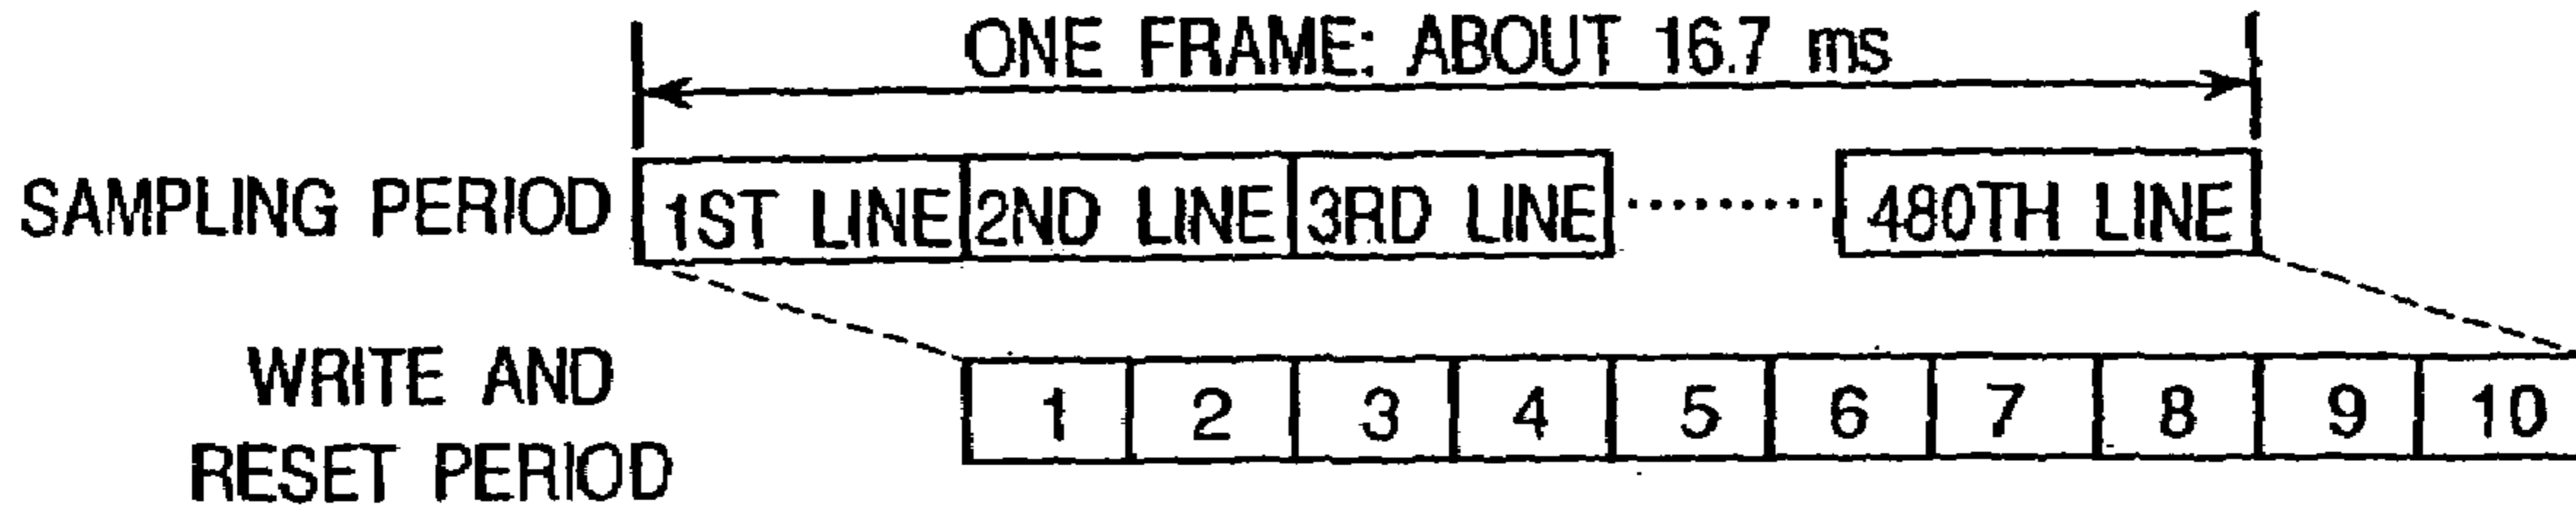 ONE FRAME: ABOUT 16.7 ms
SAMPLING PERIOD 1ST LINE 2ND LINE 3RD LINE ········· 480TH LINE
WRITE AND
RESET PERIOD
1 2 3 4 5 6 7 8 9 10